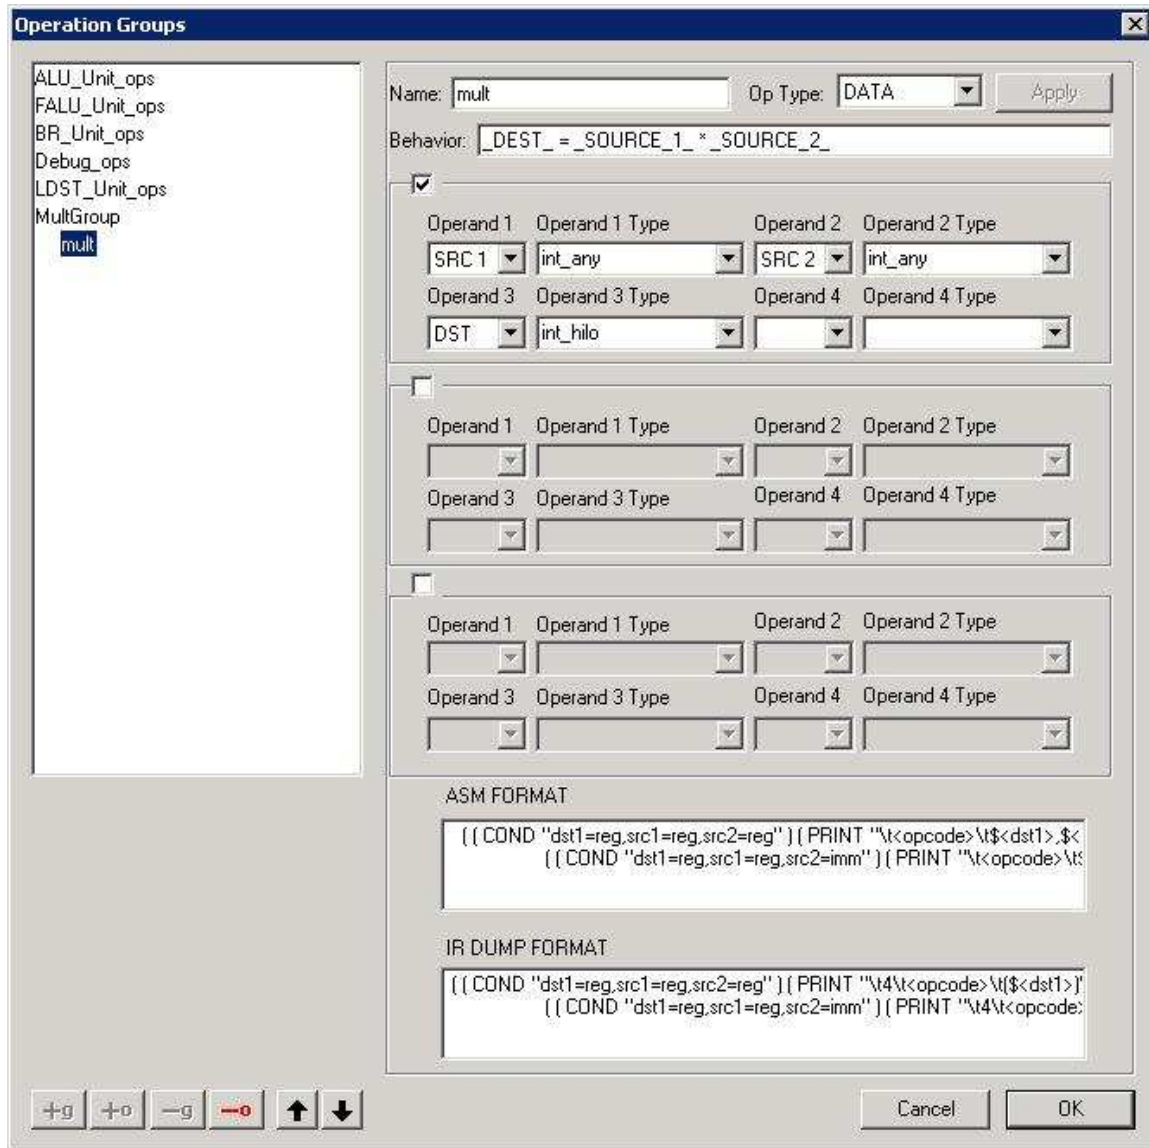 Operation Groups
ALU_Unit_ops
FALU_Unit_ops
BR_Unit_ops
Debug_ops
LDST_Unit_ops
MultGroup
mult
Name: mult Op Type: DATA Apply
Behavior: _DEST_ = _SOURCE_1_ * _SOURCE_2_
Operand 1 Operand 1 Type Operand 2 Operand 2 Type
SRC 1 int_any SRC 2 int_any
Operand 3 Operand 3 Type Operand 4 Operand 4 Type
DST int_hilo
Operand 1 Operand 1 Type Operand 2 Operand 2 Type
Operand 3 Operand 3 Type Operand 4 Operand 4 Type
Operand 1 Operand 1 Type Operand 2 Operand 2 Type
Operand 3 Operand 3 Type Operand 4 Operand 4 Type
ASM FORMAT
( ( COND "dst1=reg,src1=reg,src2=reg" ) ( PRINT "\t<opcode>\t$<dst1>,$<
( ( COND "dst1=reg,src1=reg,src2=imm" ) ( PRINT "\t<opcode>\t$
IR DUMP FORMAT
( ( COND "dst1=reg,src1=reg,src2=reg" ) ( PRINT "\t4\t<opcode>\t($<dst1>)"
( ( COND "dst1=reg,src1=reg,src2=imm" ) ( PRINT "\t4\t<opcode>
+g +o −g −o Cancel OK